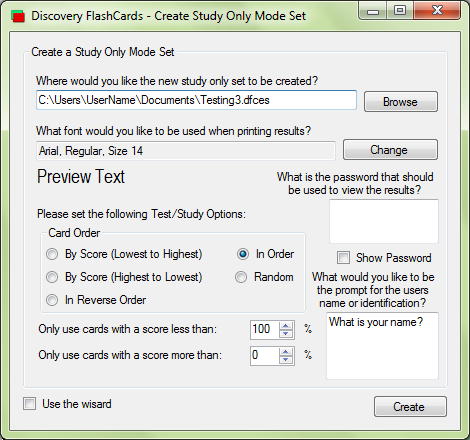 Discovery FlashCards - Create Study Only Mode Set
Create a Study Only Mode Set
Where would you like the new study only set to be created?
C:\Users\UserName\Documents\Testing3.dfces
Browse
What font would you like to be used when printing results?
Arial, Regular, Size 14
Change
Preview Text
What is the password that should
be used to view the results?
Please set the following Test/Study Options:
Card Order
By Score (Lowest to Highest)
In Order
Show Password
By Score (Highest to Lowest)
Random
In Reverse Order
What would you like to be
the prompt for the users
name or identification?
What is your name?
Only use cards with a score less than:
100
%
Only use cards with a score more than:
0
%
Use the wisard
Create